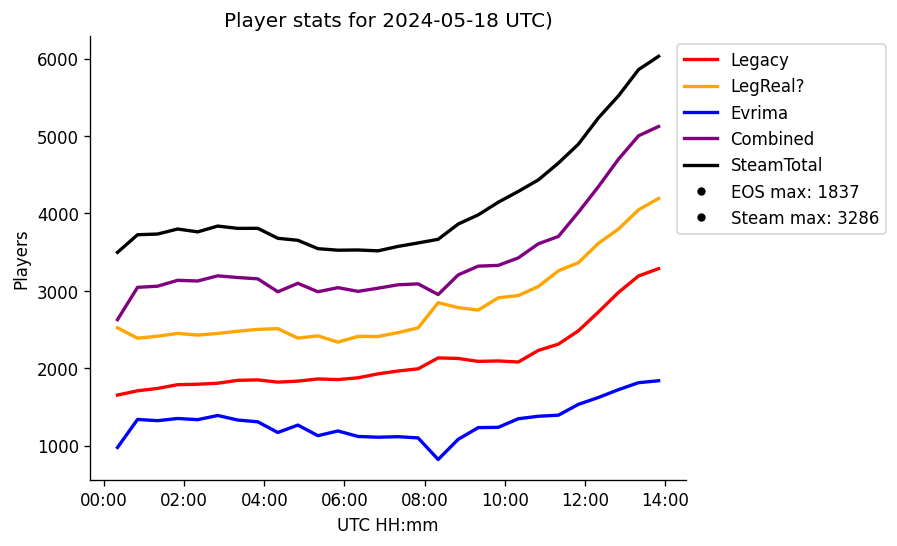 Player stats for 2024-05-18 UTC)
6000
5000
4000
3000
2000
1000
Players
00:00 02:00 04:00 06:00 08:00 10:00 12:00 14:00
UTC HH:mm
Legacy
LegReal?
Evrima
Combined
SteamTotal
EOS max: 1837
Steam max: 3286